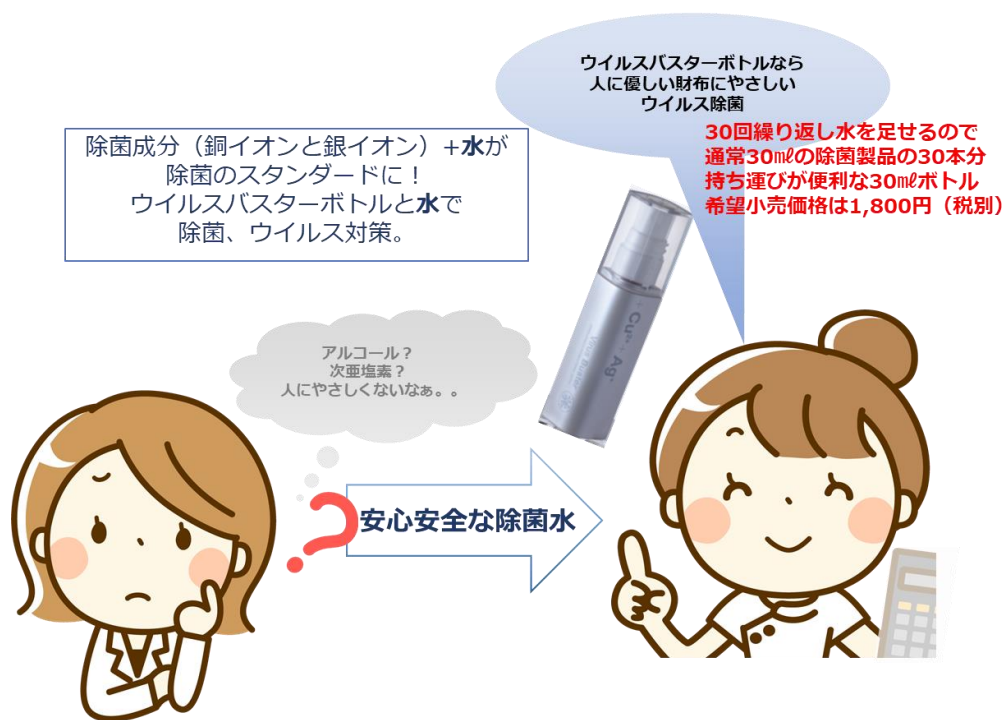 ウイルスバスターボトルなら
人に優しい財布にやさしい
ウイルス除菌
30回繰り返し水を足せるので
通常30㎖の除菌製品の30本分
持ち運びが便利な30㎖ボトル
希望小売価格は1,800円（税別）
除菌成分（銅イオンと銀イオン）+水が
除菌のスタンダードに！
ウイルスバスターボトルと水で
除菌、ウイルス対策。
Cu²⁺ Ag⁺
Virus Buster
アルコール？
次亜塩素？
人にやさしくないなぁ。。
?
安心安全な除菌水